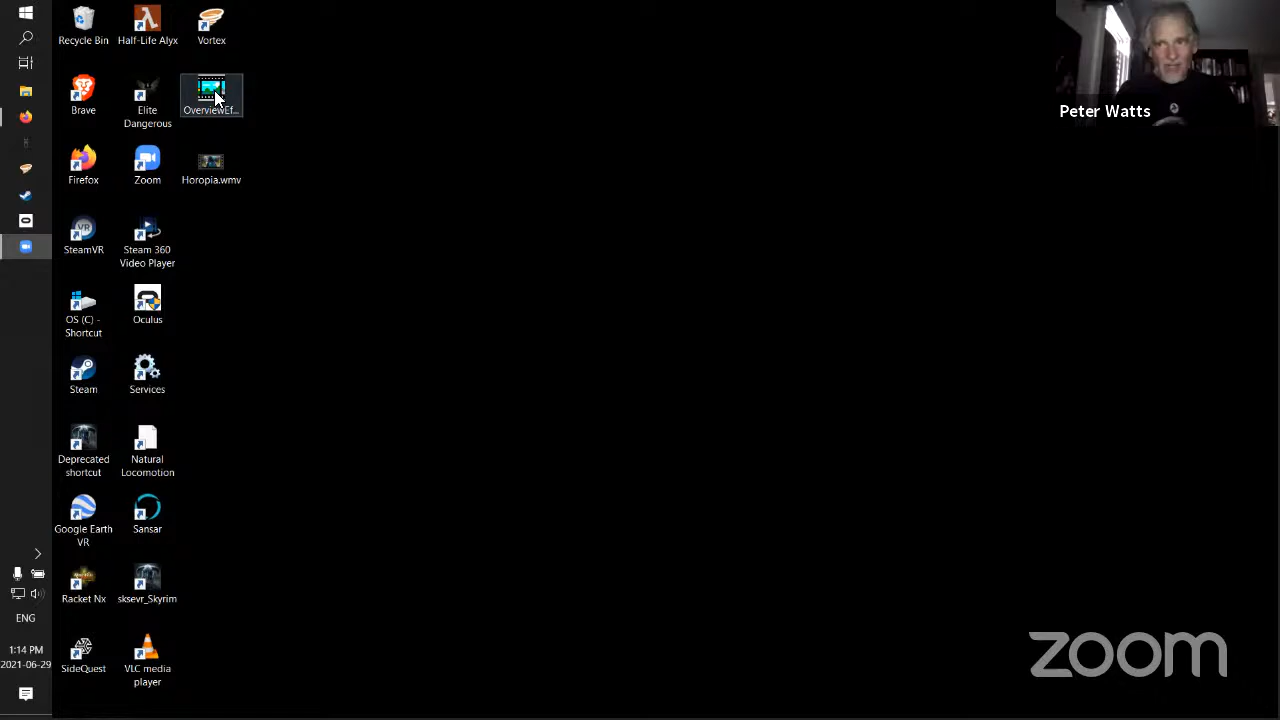 Recycle Bin
Half-Life Alyx
Vortex
Brave
Elite
Dangerous
OverviewEf...
Firefox
Zoom
Horopia.wmv
SteamVR
Steam 360
Video Player
OS (C) -
Shortcut
Oculus
Steam
Services
Deprecated
shortcut
Natural
Locomotion
Google Earth
VR
Sansar
Racket Nx
sksevr_Skyrim
SideQuest
VLC media
player
ENG
1:14 PM
2021-06-29
Peter Watts
zoom